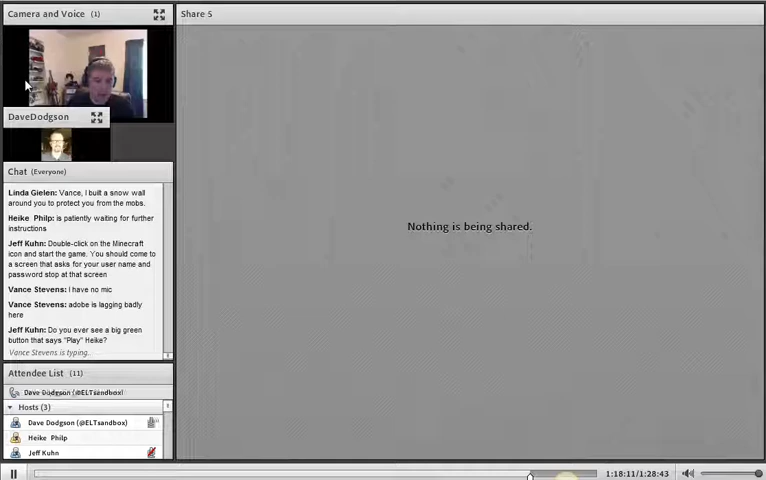 Camera and Voice (1)
Share 5
DaveDodgson
Chat (Everyone)
Linda Gielen: Vance, I built a snow wall
around you to protect you from the mobs.
Heike Philp: is patiently waiting for further
instructions
Jeff Kuhn: Double-click on the Minecraft
icon and start the game. You should come to
a screen that asks for your user name and
password stop at that screen
Vance Stevens: I have no mic
Vance Stevens: adobe is lagging badly
here
Jeff Kuhn: Do you ever see a big green
button that says "Play" Heike?
Vance Stevens is typing..
Nothing is being shared.
Attendee List (11)
Dave Dodgson (@ELTsandbox)
Hosts (3)
Dave Dodgson (@ELTsandbox)
Heike Philp
Jeff Kuhn
1:18:11/1:28:43